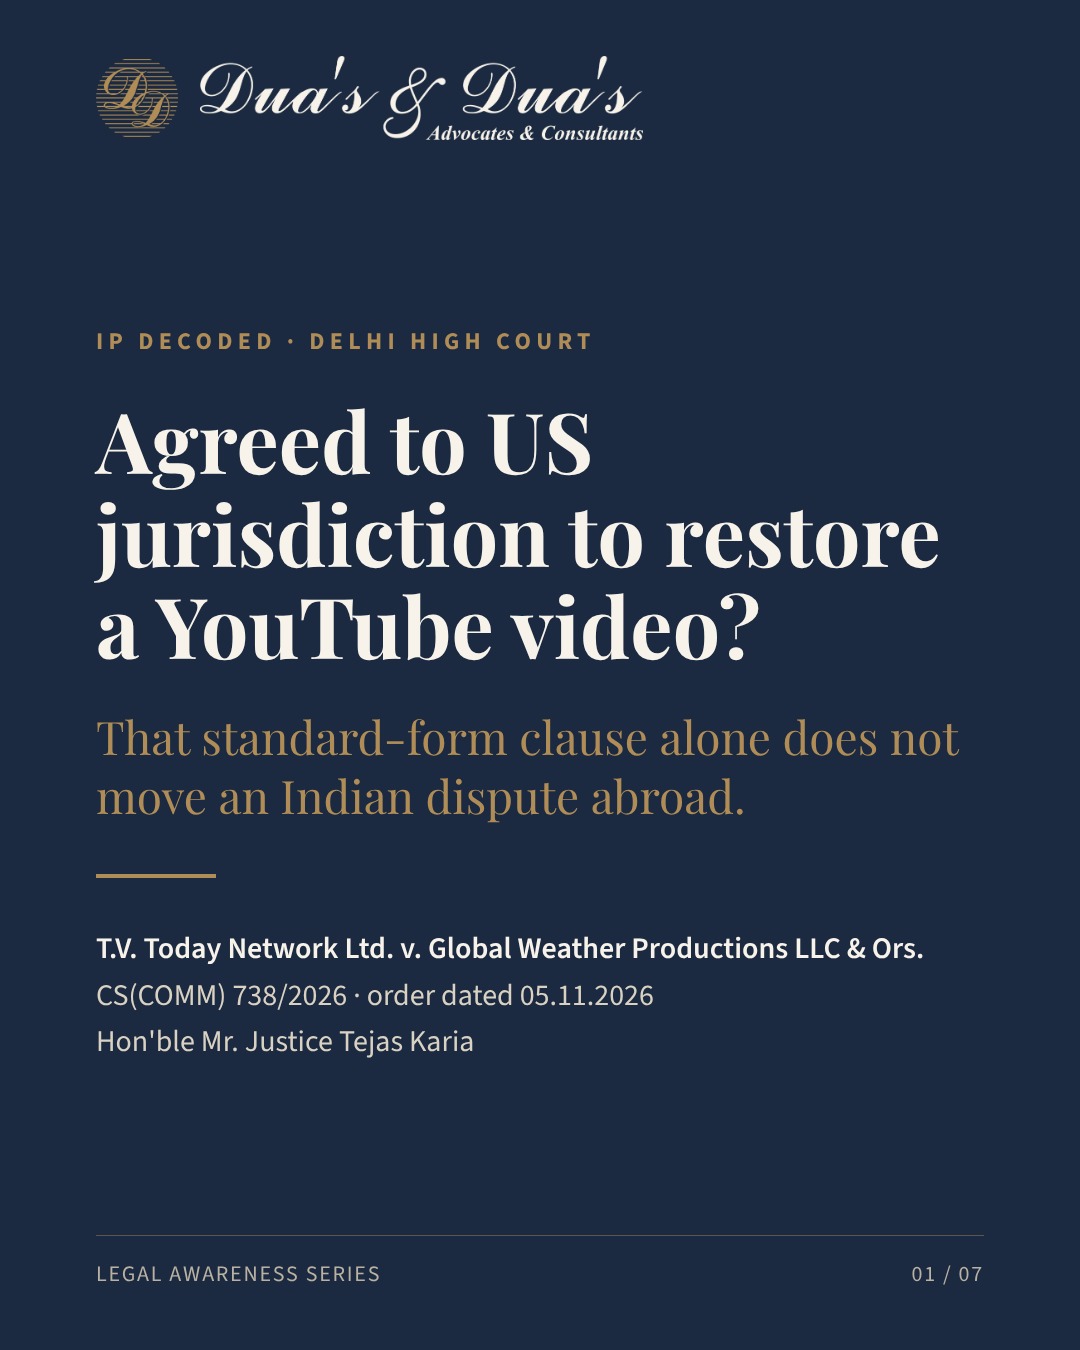 DD
Dua's & Dua's
Advocates & Consultants
IP DECODED · DELHI HIGH COURT
Agreed to US
jurisdiction to restore
a YouTube video?
That standard-form clause alone does not
move an Indian dispute abroad.
T.V. Today Network Ltd. v. Global Weather Productions LLC & Ors.
CS(COMM) 738/2026 · order dated 05.11.2026
Hon'ble Mr. Justice Tejas Karia
LEGAL AWARENESS SERIES
01 / 07